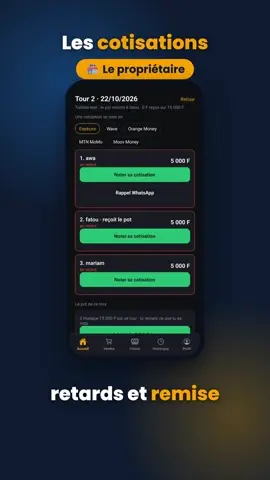 Les cotisations
Le propriétaire
Tour 2 · 22/10/2026
Retour
Une cotisation se note en
Espèces
Wave
Orange Money
MTN MoMo
Moov Money
1. awa
5 000 F
Noter sa cotisation
Rappel WhatsApp
2. fatou · reçoit le pot
5 000 F
Noter sa cotisation
3. mariam
5 000 F
Noter sa cotisation
Le pot de ce tour
Accueil
Profil
retards et remise